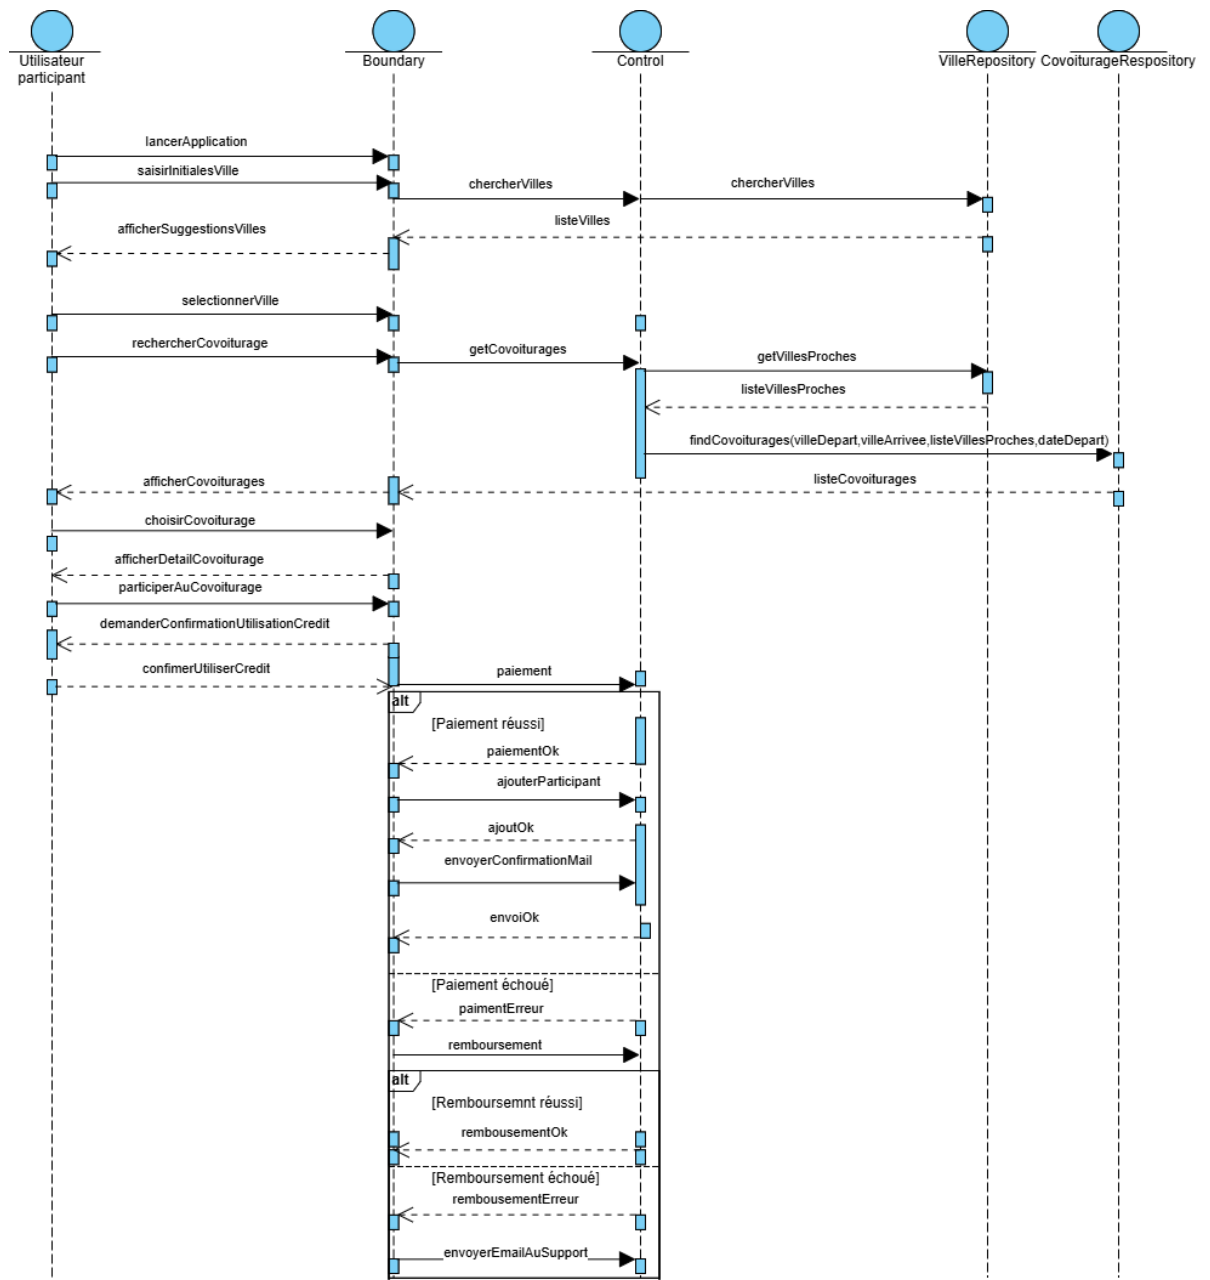 Utilisateur
participant
Boundary
Control
VilleRepository
CovoiturageRespository
lancerApplication
saisirInitialesVille
chercherVilles
chercherVilles
listeVilles
afficherSuggestionsVilles
selectionnerVille
rechercherCovoiturage
getCovoiturages
getVillesProches
listeVillesProches
findCovoiturages(villeDepart,villeArrivee,listeVillesProches,dateDepart)
afficherCovoiturages
listeCovoiturages
choisirCovoiturage
afficherDetailCovoiturage
participerAuCovoiturage
demanderConfirmationUtilisationCredit
confimerUtiliserCredit
paiement
alt
[Paiement réussi]
paiementOk
ajouterParticipant
ajoutOk
envoyerConfirmationMail
envoiOk
[Paiement échoué]
paimentErreur
remboursement
alt
[Remboursemnt réussi]
rembousementOk
[Remboursement échoué]
rembousementErreur
envoyerEmailAuSupport